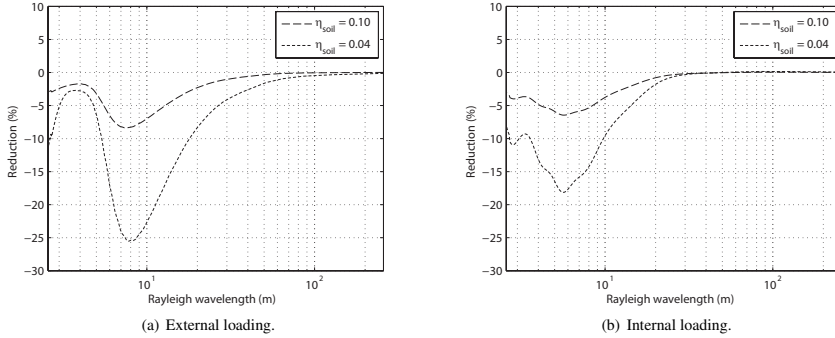 10
5
0
−5
−10
−15
−20
−25
−30
Reduction (%)
η_soil = 0.10
η_soil = 0.04
10^1
10^2
Rayleigh wavelength (m)
(a) External loading.
10
5
0
−5
−10
−15
−20
−25
−30
Reduction (%)
η_soil = 0.10
η_soil = 0.04
10^1
10^2
Rayleigh wavelength (m)
(b) Internal loading.